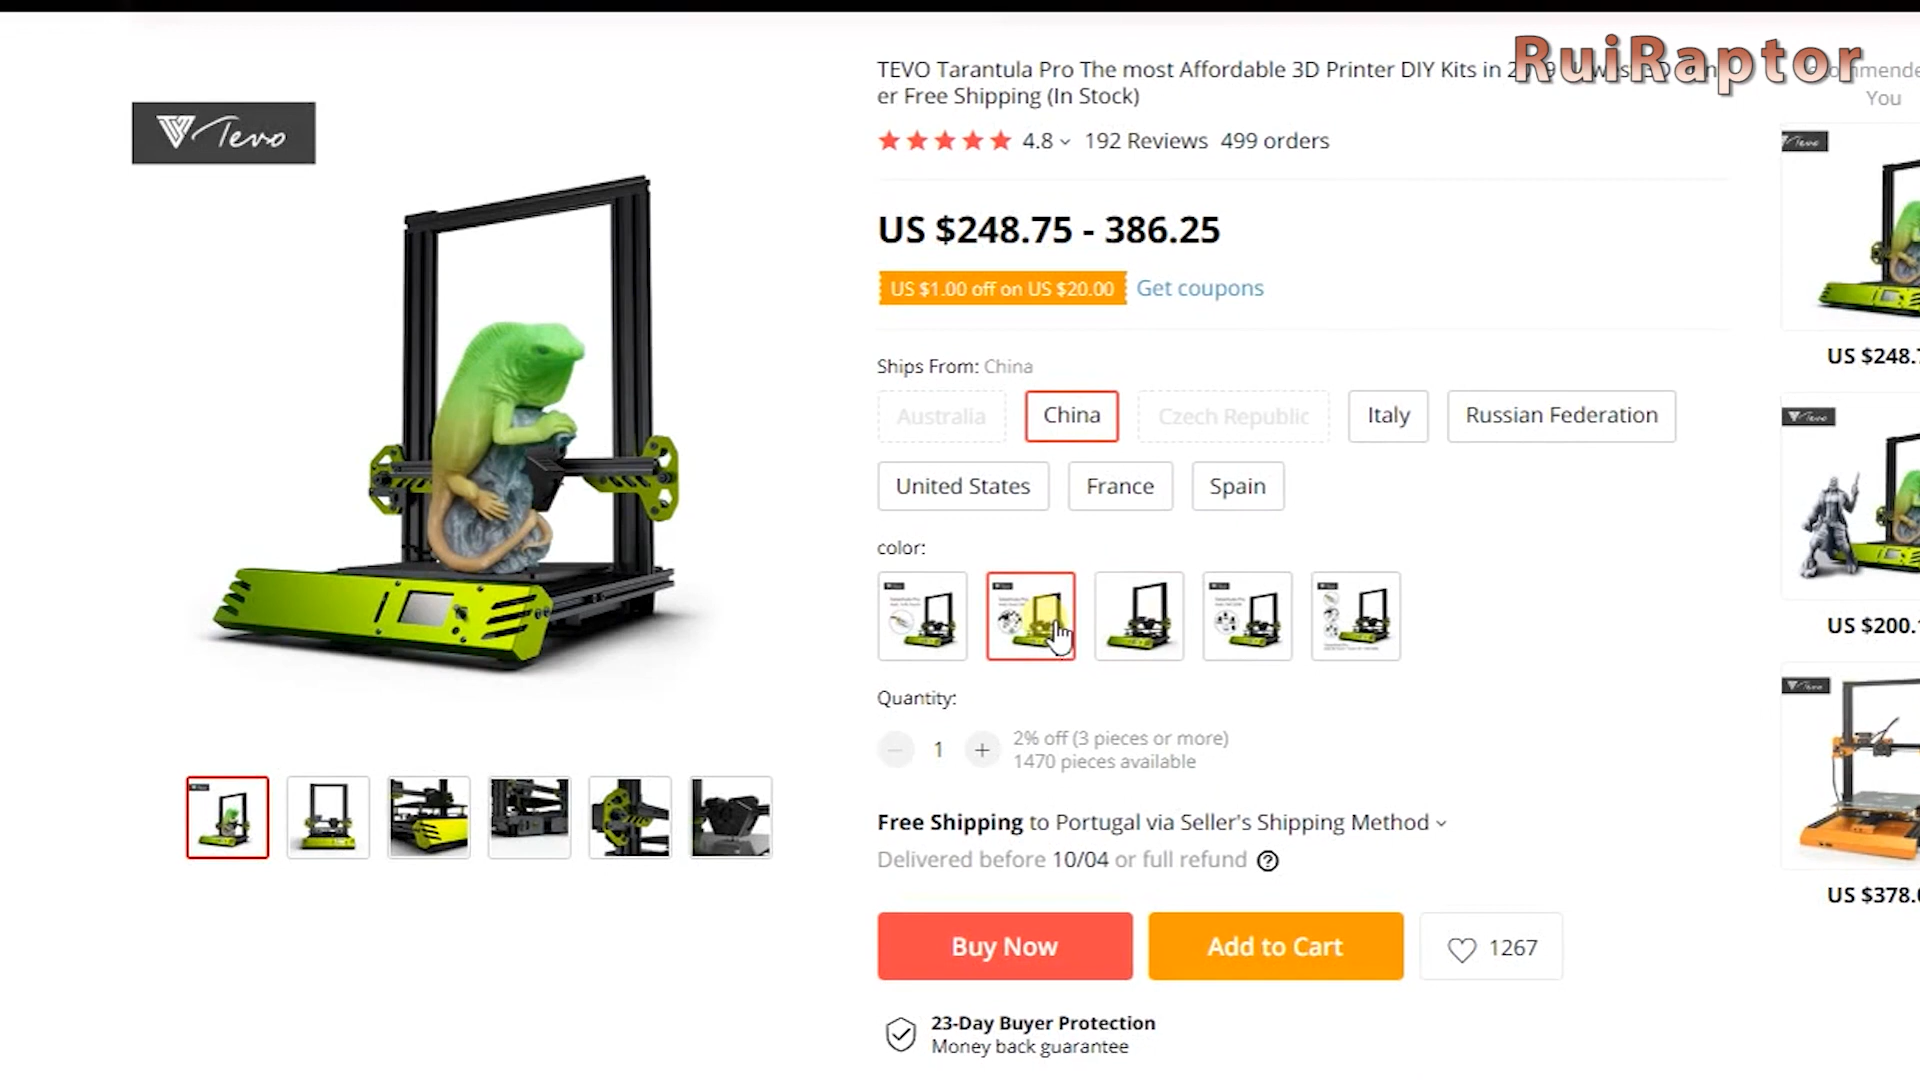 RuiRaptor
TEVO Tarantula Pro The most Affordable 3D Printer DIY Kits in
er Free Shipping (In Stock)
You
Tevo
4.8 192 Reviews 499 orders
Tevo
US $248.75 - 386.25
US $1.00 off on US $20.00 Get coupons
US $248.7
Ships From: China
Australia China Czech Republic Italy Russian Federation
Tevo
United States France Spain
color:
US $200.
Quantity:
Tevo
1
2% off (3 pieces or more)
1470 pieces available
Free Shipping to Portugal via Seller's Shipping Method
Delivered before 10/04 or full refund ?
US $378.
Buy Now Add to Cart 1267
23-Day Buyer Protection
Money back guarantee